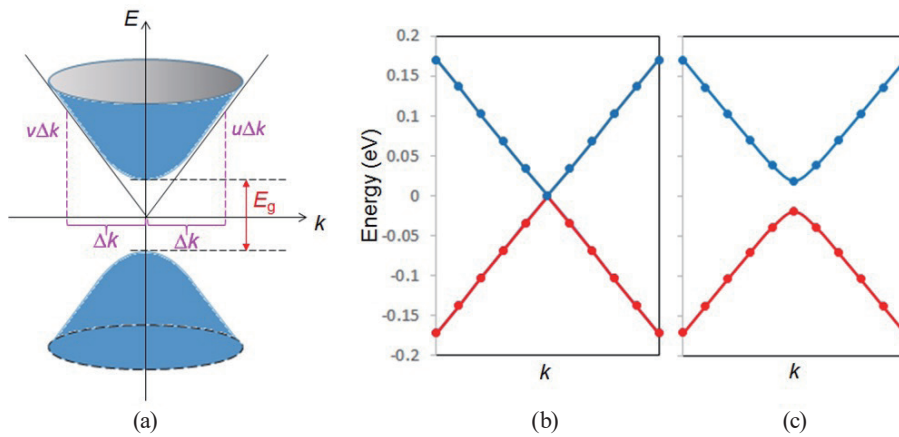 E
vΔk
uΔk
E_g
k
Δk
Δk
(a)
Energy (eV)
0.2
0.15
0.1
0.05
0
-0.05
-0.1
-0.15
-0.2
k
(b)
k
(c)